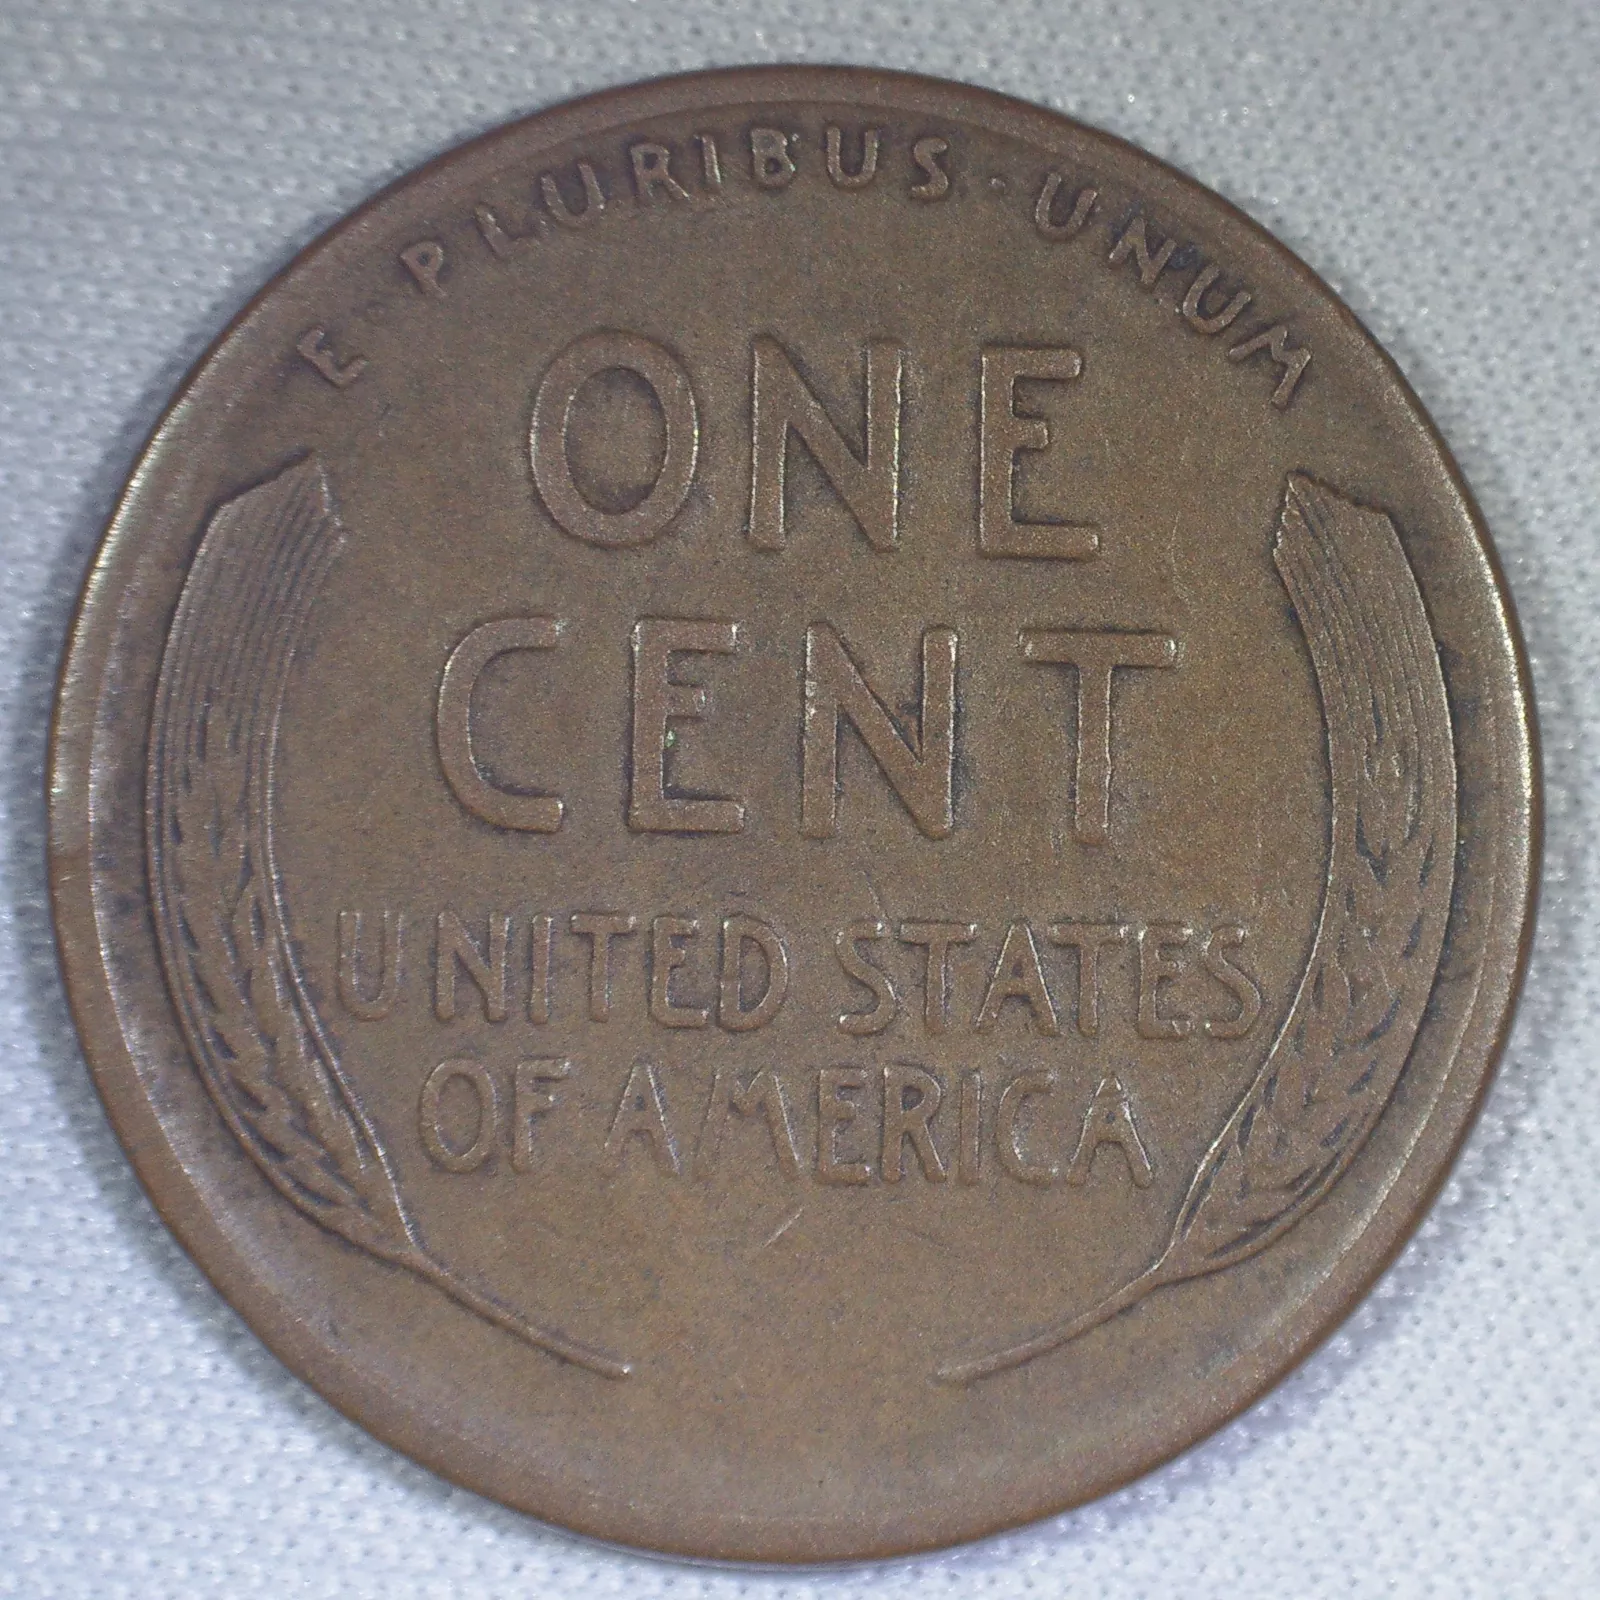 E · PLURIBUS · UNUM
ONE
CENT
UNITED STATES
OF AMERICA